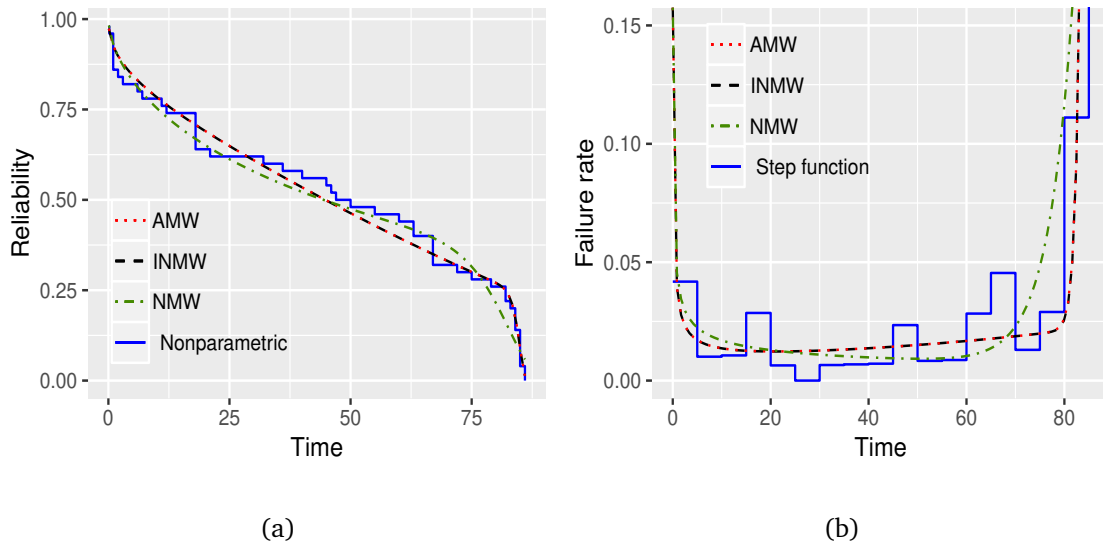 1.00
0.75
0.50
0.25
0.00
Reliability
AMW
INMW
NMW
Nonparametric
0
25
50
75
Time
(a)
0.15
0.10
0.05
0.00
Failure rate
AMW
INMW
NMW
Step function
0
20
40
60
80
Time
(b)